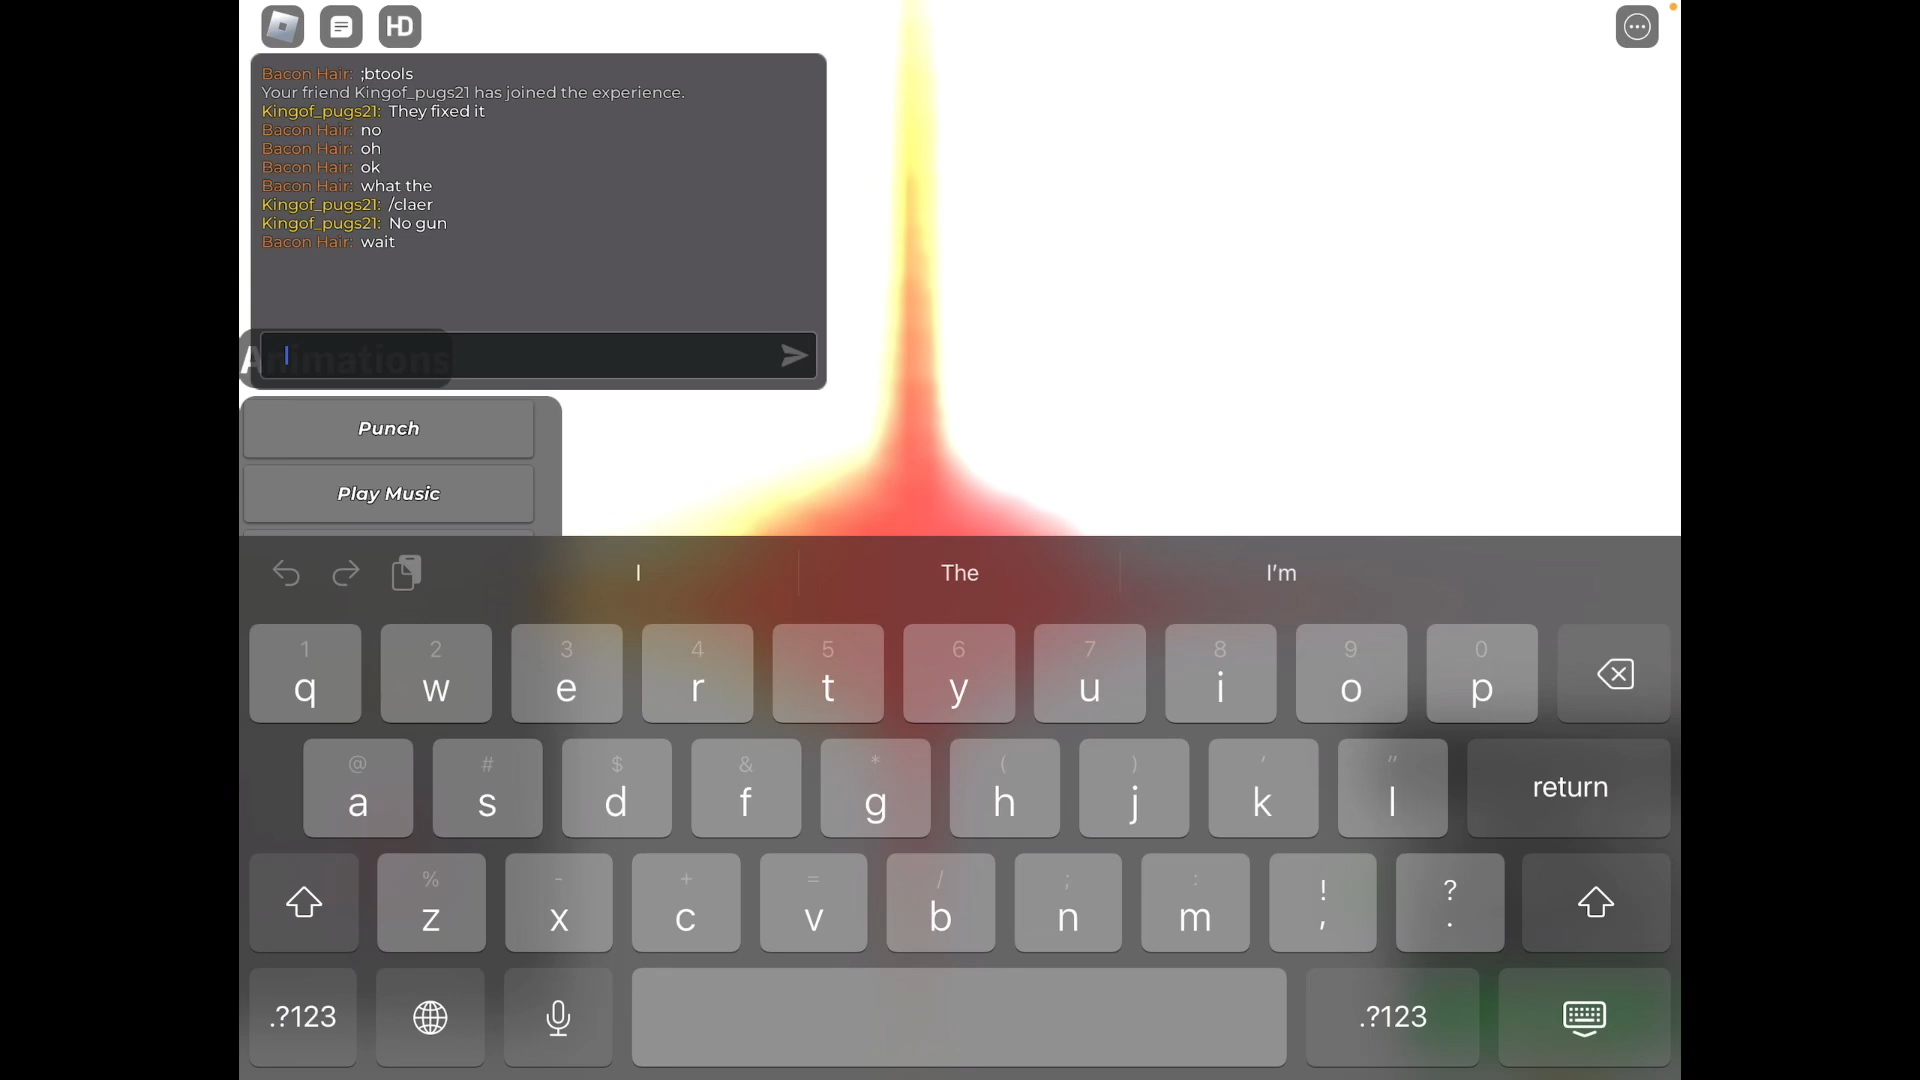 HD
Bacon Hair: ;btools
Your friend Kingof_pugs21 has joined the experience.
Kingof_pugs21: They fixed it
Bacon Hair: no
Bacon Hair: oh
Bacon Hair: ok
Bacon Hair: what the
Kingof_pugs21: /claer
Kingof_pugs21: No gun
Bacon Hair: wait
Animations
Punch
Play Music
I The I'm
1 2 3 4 5 6 7 8 9 0
q w e r t y u i o p
@ # $ & * ( ) ' "
a s d f g h j k l return
% - + = / ; : ! ?
z x c v b n m , .
.?123 .?123